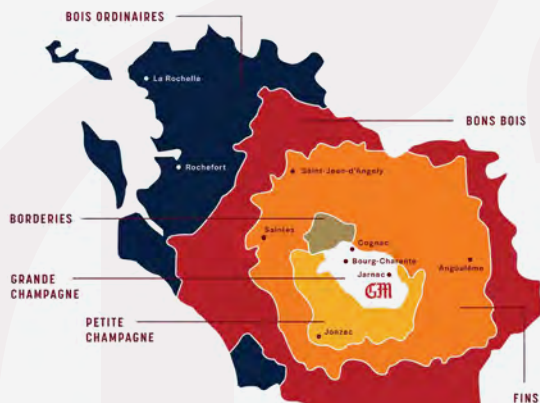 BOIS ORDINAIRES
La Rochelle
BONS BOIS
Rochefort
Saint-Jean-d'Angely
BORDERIES
Saintes
Cognac
Bourg-Charente
Angoulême
Jarnac
GM
GRANDE
CHAMPAGNE
PETITE
CHAMPAGNE
Jonzac
FINS